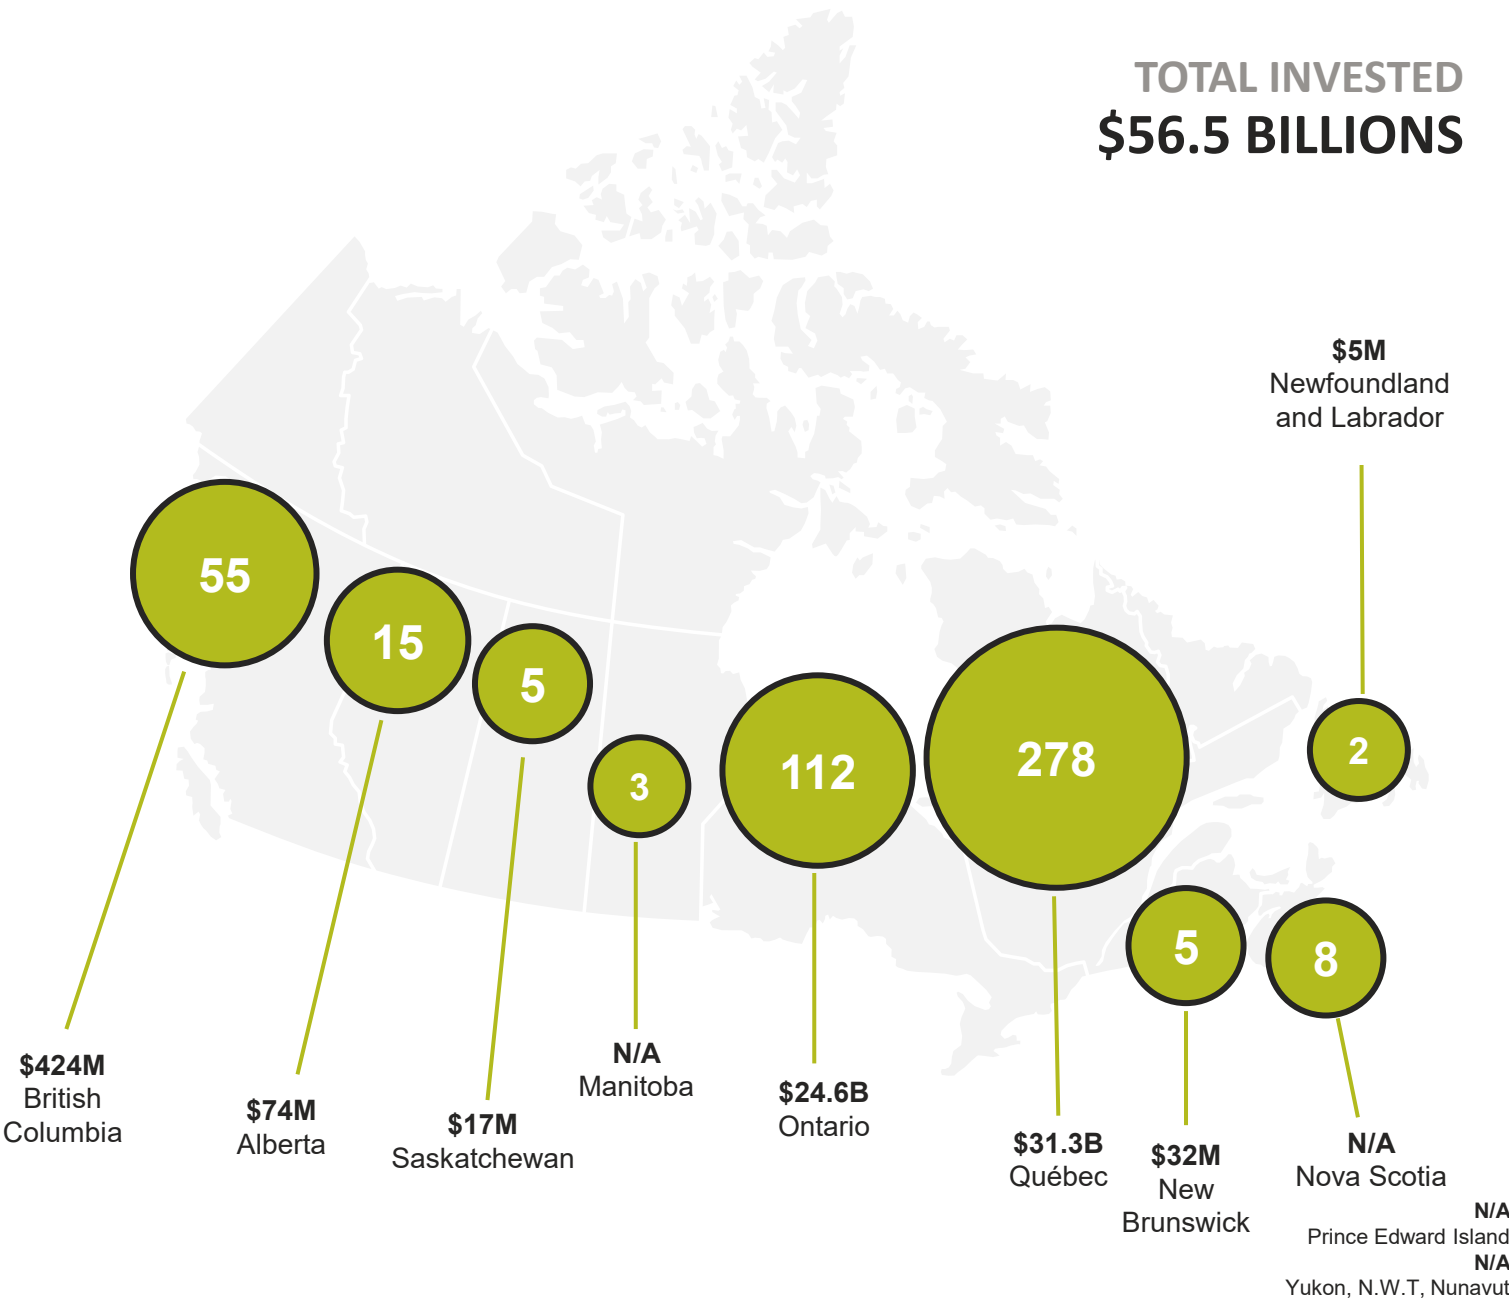 TOTAL INVESTED
$56.5 BILLIONS
$5M
Newfoundland
and Labrador
55
15
5
3
112
278
2
5
8
$424M
British
Columbia
$74M
Alberta
$17M
Saskatchewan
N/A
Manitoba
$24.6B
Ontario
$31.3B
Québec
$32M
New
Brunswick
N/A
Nova Scotia
N/A
Prince Edward Island
N/A
Yukon, N.W.T, Nunavut